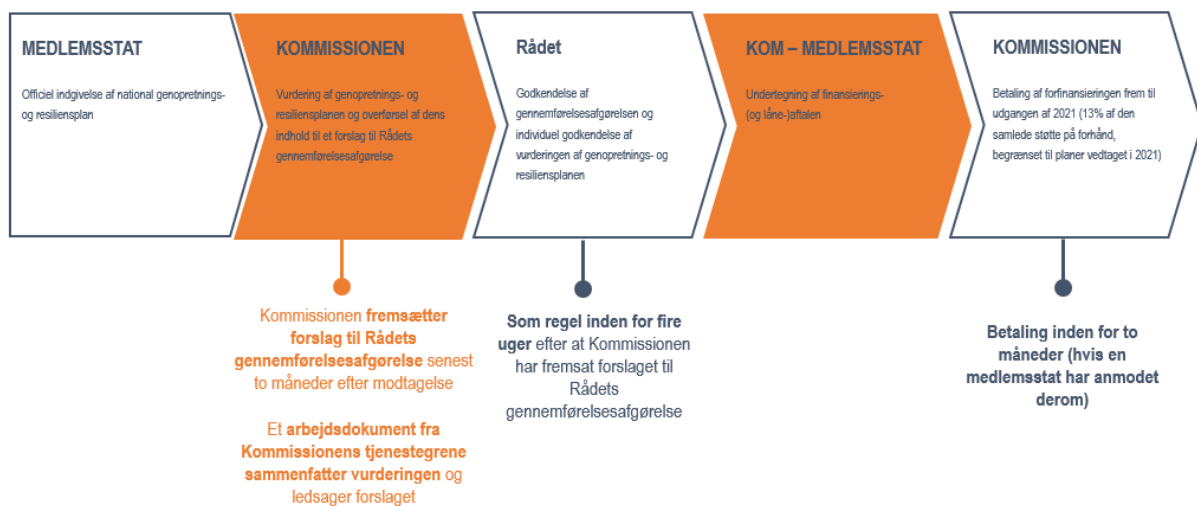 MEDLEMSSTAT
Officiel indgivelse af national genopretnings-
og resiliensplan
KOMMISSIONEN
Vurdering af genopretnings- og
resiliensplanen og overførsel af dens
indhold til et forslag til Rådets
gennemførelsesafgørelse
Rådet
Godkendelse af
gennemførelsesafgørelsen og
individuel godkendelse af
vurderingen af genopretnings- og
resiliensplanen
KOM – MEDLEMSSTAT
Undertegning af finansierings-
(og låne-)aftalen
KOMMISSIONEN
Betaling af forfinansieringen frem til
udgangen af 2021 (13% af den
samlede støtte på forhånd,
begrænset til planer vedtaget i 2021)
Kommissionen fremsætter
forslag til Rådets
gennemførelsesafgørelse senest
to måneder efter modtagelse
Et arbejdsdokument fra
Kommissionens tjenestegrene
sammenfatter vurderingen og
ledsager forslaget
Som regel inden for fire
uger efter at Kommissionen
har fremsat forslaget til
Rådets
gennemførelsesafgørelse
Betaling inden for to
måneder (hvis en
medlemsstat har anmodet
derom)